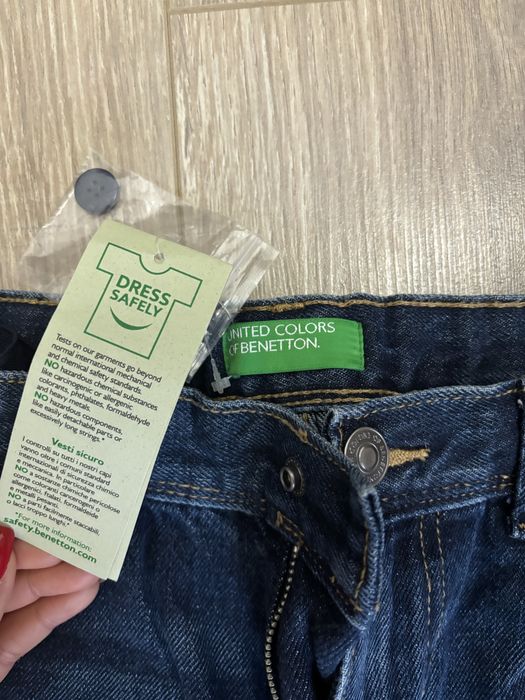 DRESS
SAFELY
Tests on our garments go beyond
normal international mechanical
and chemical safety standards
NO hazardous chemical substances
like carcinogenic or allergenic
colorants, phthalates, formaldehyde
and heavy metals.
NO hazardous components,
like easily detachable parts or
excessively long strings.*
Vesti sicuro
I controlli su tutti i nostri capi
vanno oltre i comuni standard
internazionali di sicurezza chimico
e meccanica. In particolare
NO a sostanze chimiche pericolose
come coloranti cancerogeni o
allergenici, ftalati, formaldeide
e metalli pesanti.
NO a parti facilmente staccabili,
o lacci troppo lunghi.*
*For more information:
safety.benetton.com
UNITED COLORS
OF BENETTON.